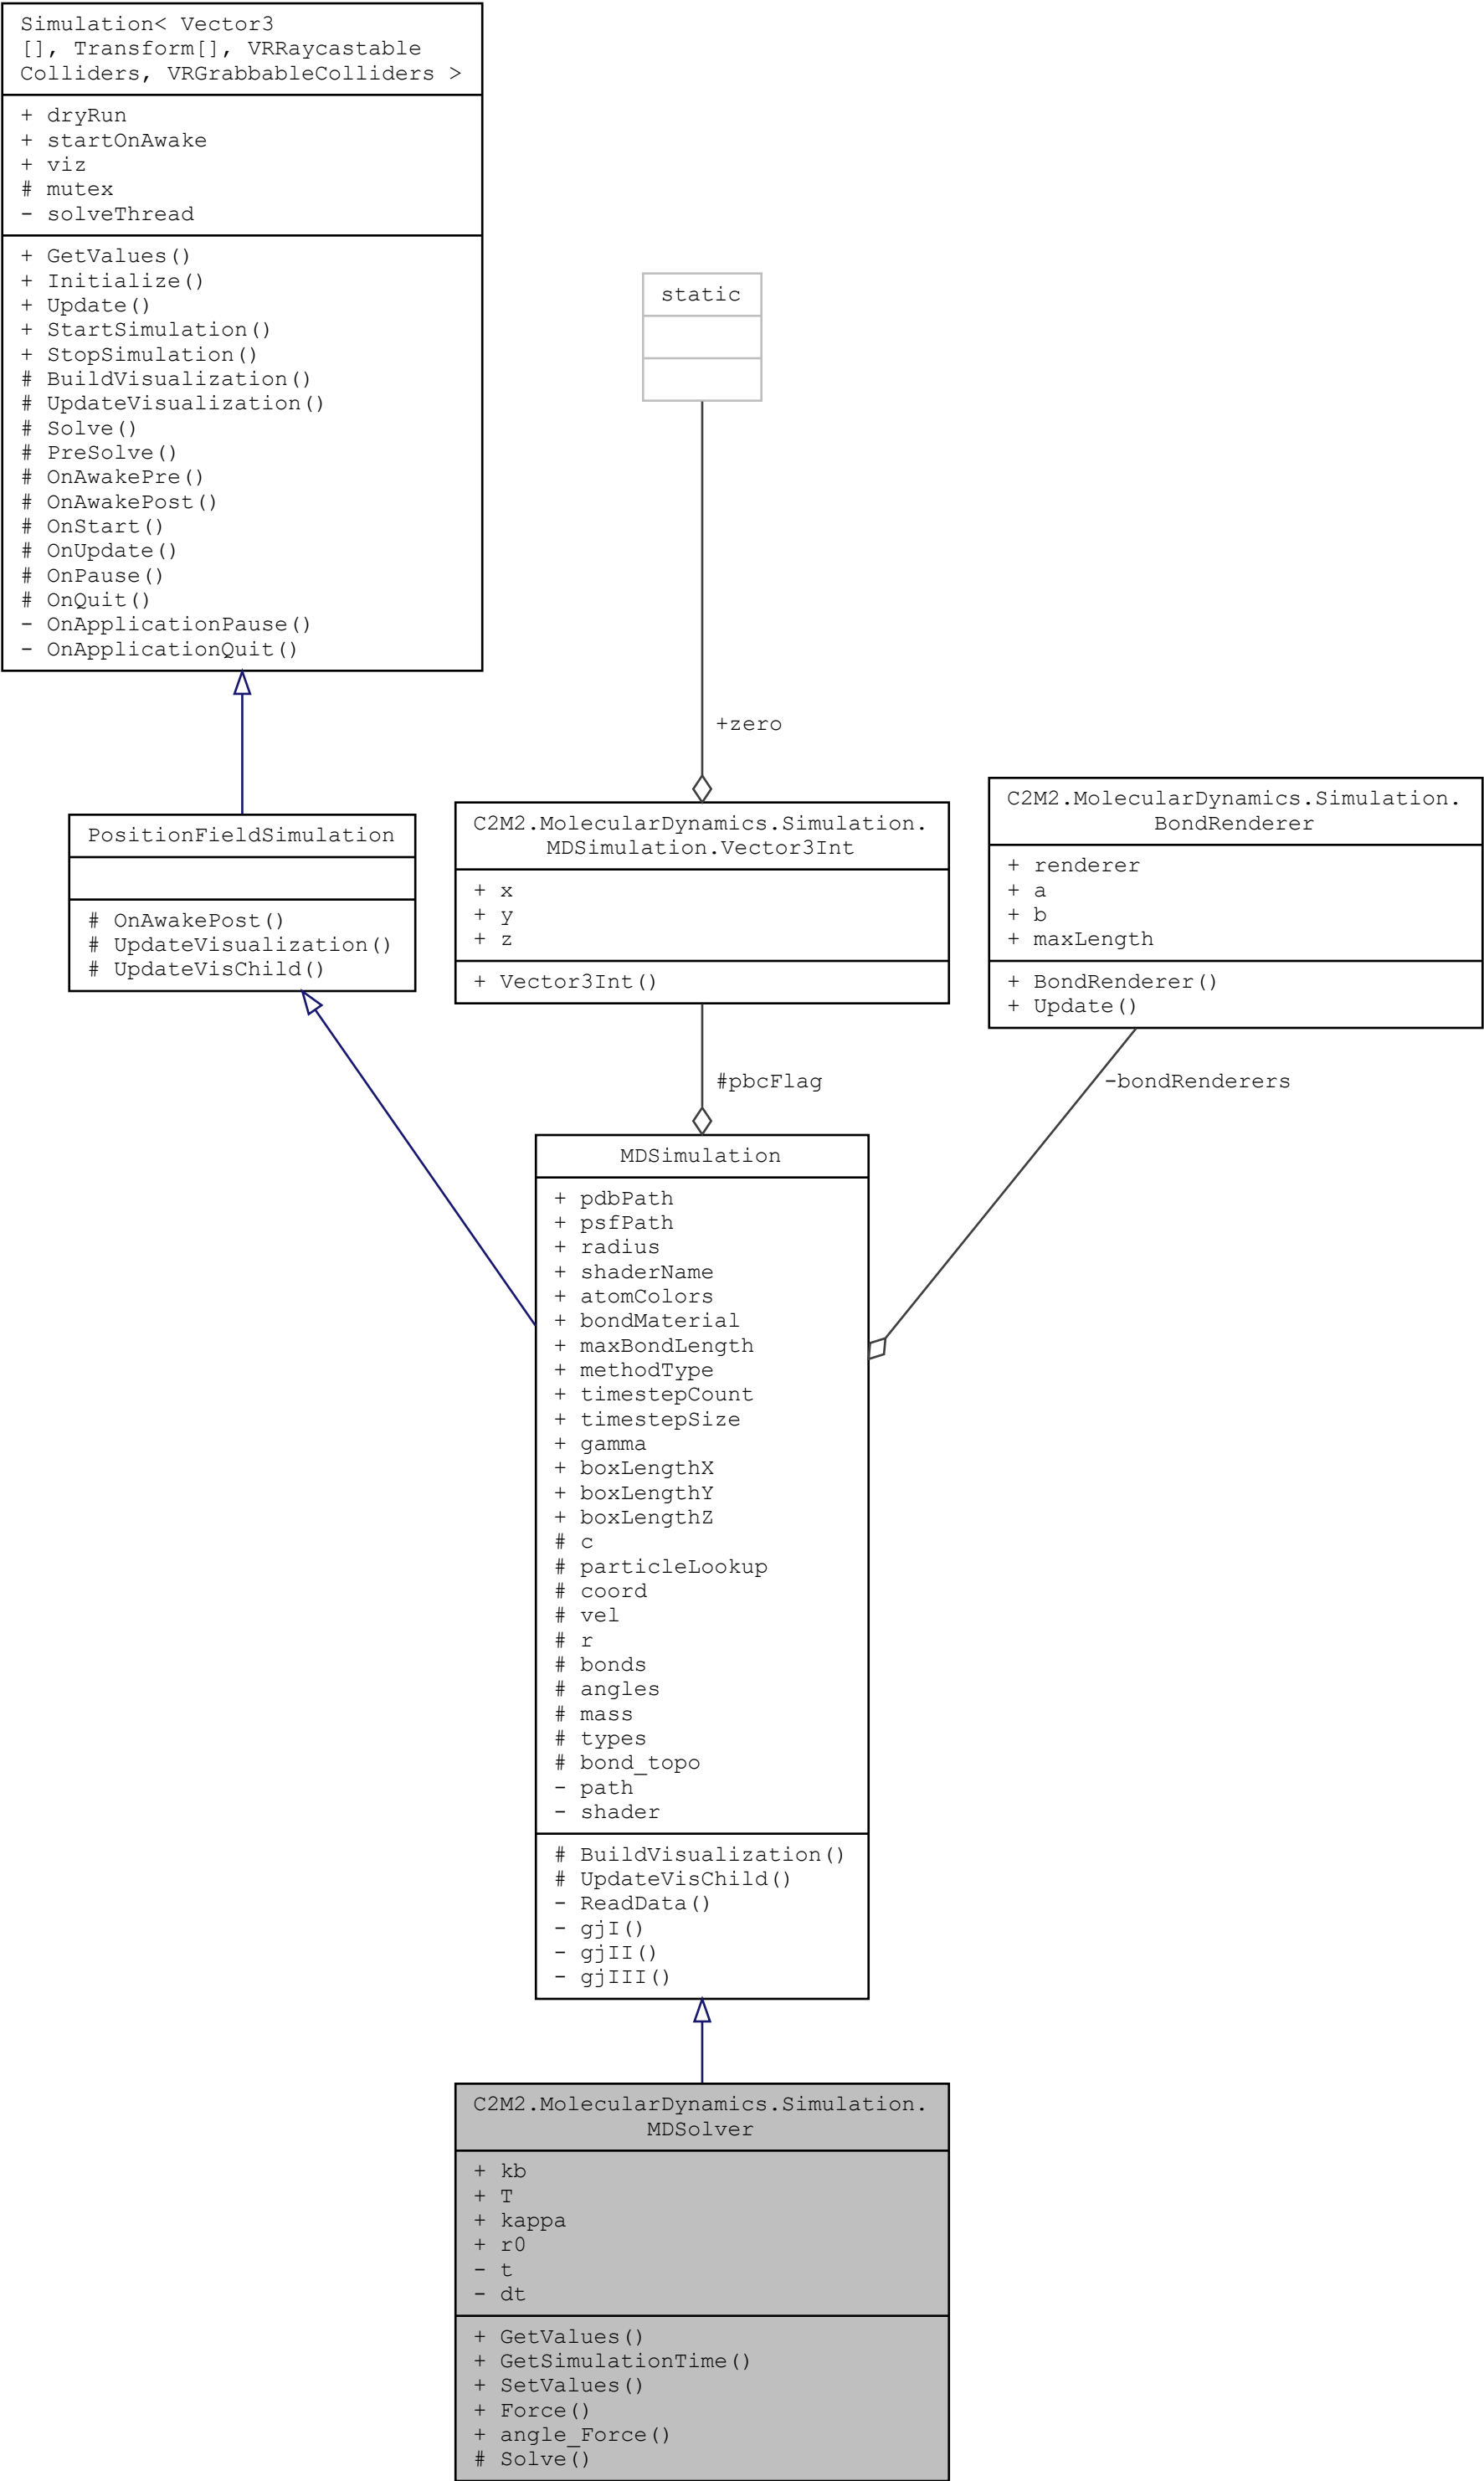 Simulation< Vector3
[], Transform[], VRRaycastable
Colliders, VRGrabbableColliders >
+ dryRun
+ startOnAwake
+ viz
# mutex
- solveThread
+ GetValues()
+ Initialize()
+ Update()
+ StartSimulation()
+ StopSimulation()
# BuildVisualization()
# UpdateVisualization()
# Solve()
# PreSolve()
# OnAwakePre()
# OnAwakePost()
# OnStart()
# OnUpdate()
# OnPause()
# OnQuit()
- OnApplicationPause()
- OnApplicationQuit()
static
+zero
PositionFieldSimulation
# OnAwakePost()
# UpdateVisualization()
# UpdateVisChild()
C2M2.MolecularDynamics.Simulation.
MDSimulation.Vector3Int
+ x
+ y
+ z
+ Vector3Int()
C2M2.MolecularDynamics.Simulation.
BondRenderer
+ renderer
+ a
+ b
+ maxLength
+ BondRenderer()
+ Update()
#pbcFlag
-bondRenderers
MDSimulation
+ pdbPath
+ psfPath
+ radius
+ shaderName
+ atomColors
+ bondMaterial
+ maxBondLength
+ methodType
+ timestepCount
+ timestepSize
+ gamma
+ boxLengthX
+ boxLengthY
+ boxLengthZ
# c
# particleLookup
# coord
# vel
# r
# bonds
# angles
# mass
# types
# bond_topo
- path
- shader
# BuildVisualization()
# UpdateVisChild()
- ReadData()
- gjI()
- gjII()
- gjIII()
C2M2.MolecularDynamics.Simulation.
MDSolver
+ kb
+ T
+ kappa
+ r0
- t
- dt
+ GetValues()
+ GetSimulationTime()
+ SetValues()
+ Force()
+ angle_Force()
# Solve()